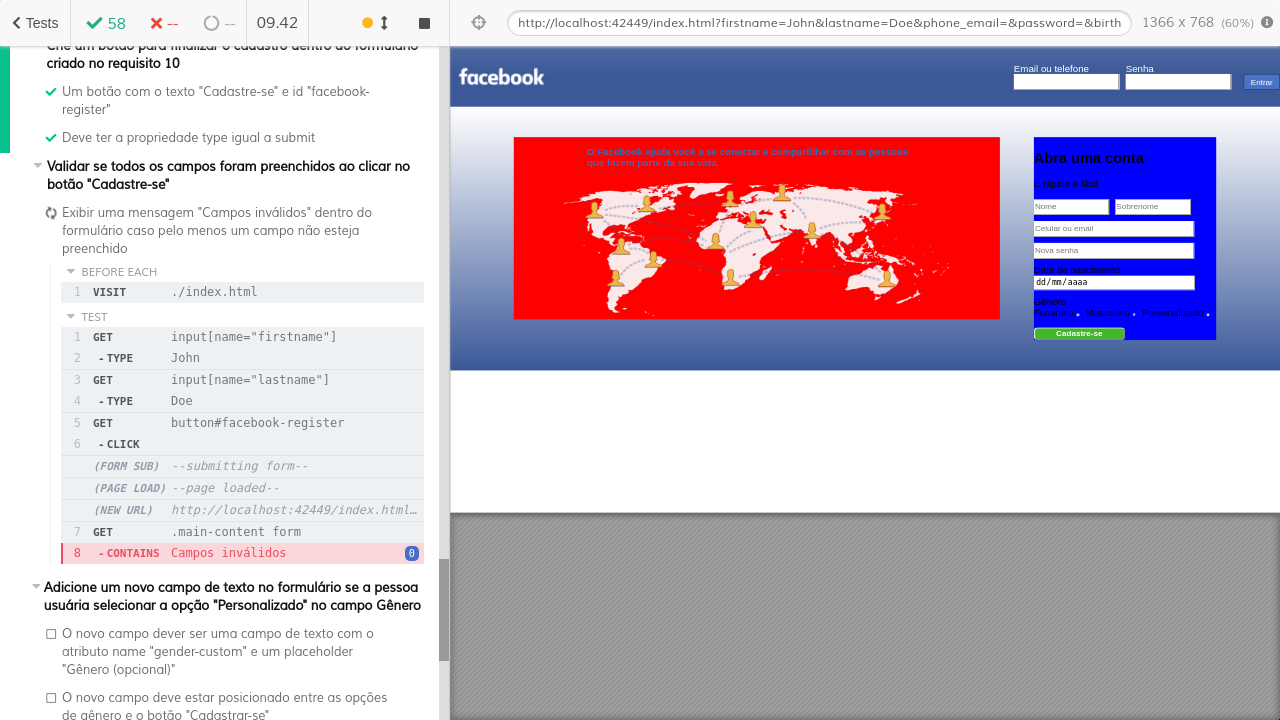 Tests 58 -- -- 09.42
http://localhost:42449/index.html?firstname=John&lastname=Doe&phone_email=&password=&birth 1366 x 768 (60%)
Crie um botão para finalizar o cadastro dentro do formulário
criado no requisito 10
Um botão com o texto "Cadastre-se" e id "facebook-
register"
Deve ter a propriedade type igual a submit
Validar se todos os campos foram preenchidos ao clicar no
botão "Cadastre-se"
Exibir uma mensagem "Campos inválidos" dentro do
formulário caso pelo menos um campo não esteja
preenchido
BEFORE EACH
1 VISIT ./index.html
TEST
1 GET input[name="firstname"]
2 - TYPE John
3 GET input[name="lastname"]
4 - TYPE Doe
5 GET button#facebook-register
6 - CLICK
(FORM SUB) --submitting form--
(PAGE LOAD) --page loaded--
(NEW URL) http://localhost:42449/index.html…
7 GET .main-content form
8 - CONTAINS Campos inválidos 0
Adicione um novo campo de texto no formulário se a pessoa
usuária selecionar a opção "Personalizado" no campo Gênero
O novo campo dever ser uma campo de texto com o
atributo name "gender-custom" e um placeholder
"Gênero (opcional)"
O novo campo deve estar posicionado entre as opções
de gênero e o botão "Cadastrar-se"
facebook
Email ou telefone Senha
Entrar
O Facebook ajuda você a se conectar e compartilhar com as pessoas
que fazem parte da sua vida.
Abra uma conta
É rápido e fácil
Nome Sobrenome
Celular ou email
Nova senha
Data de nascimento
dd/mm/aaaa
Gênero
Feminino Masculino Personalizado
Cadastre-se